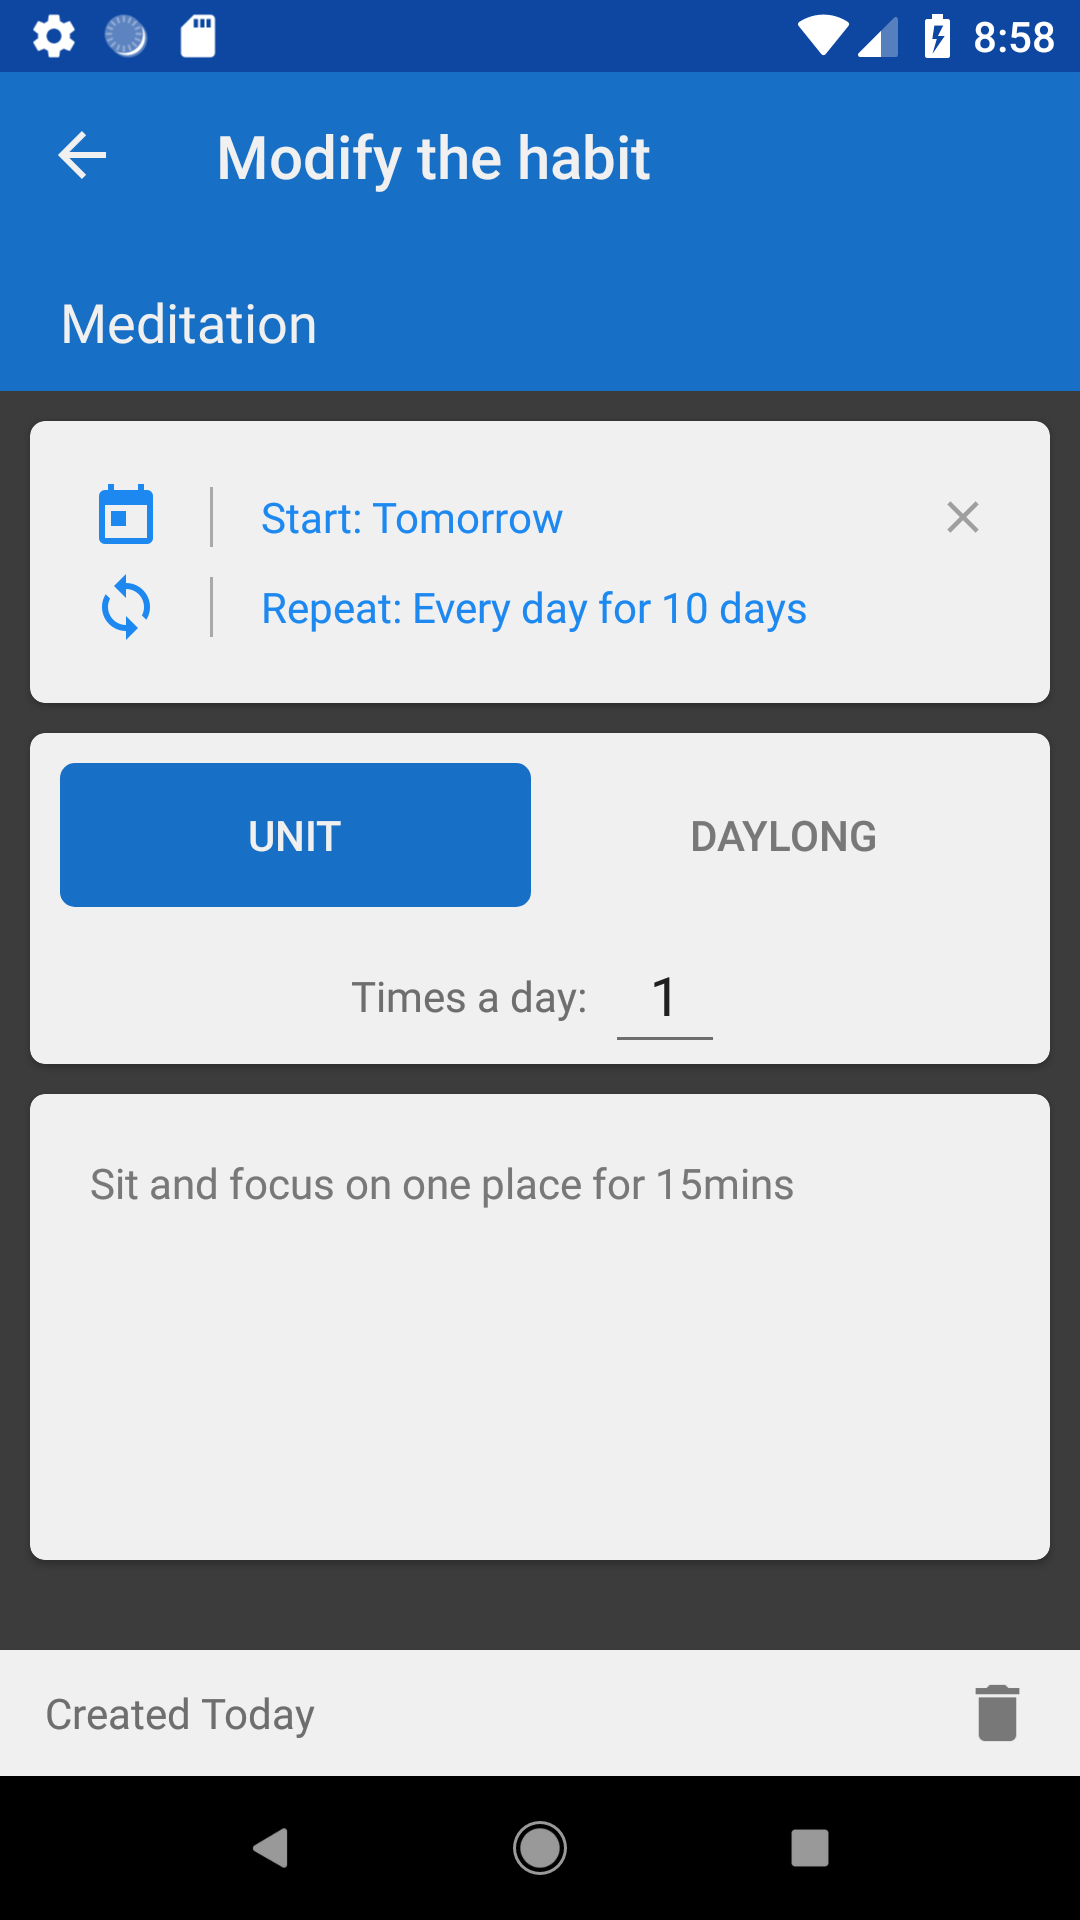 8:58
Modify the habit
Meditation
Start: Tomorrow
Repeat: Every day for 10 days
UNIT
DAYLONG
Times a day: 1
Sit and focus on one place for 15mins
Created Today